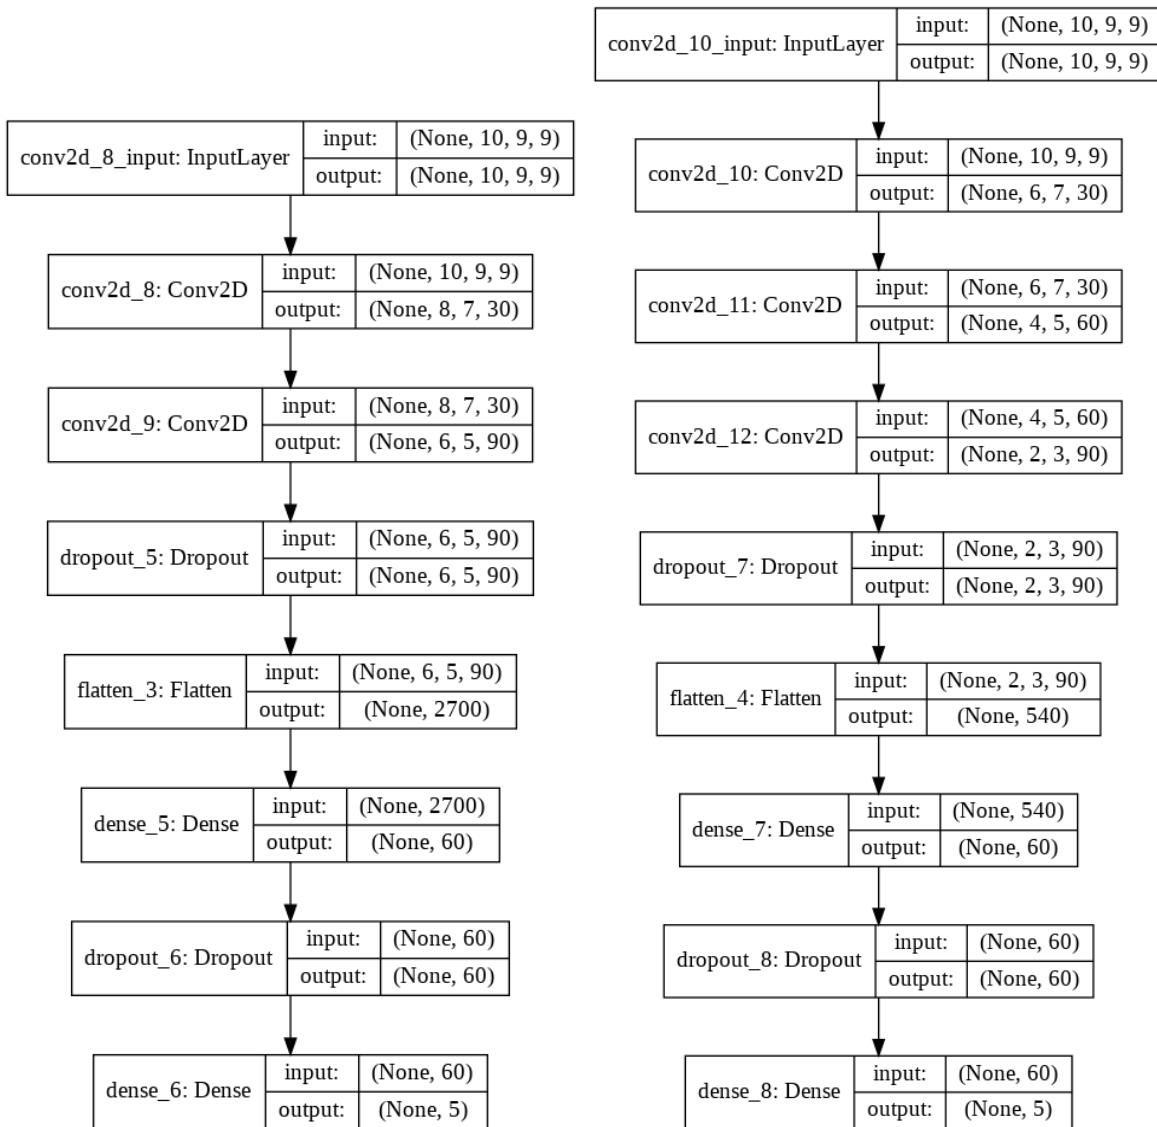 conv2d_8_input: InputLayer
input: (None, 10, 9, 9)
output: (None, 10, 9, 9)
conv2d_8: Conv2D
input: (None, 10, 9, 9)
output: (None, 8, 7, 30)
conv2d_9: Conv2D
input: (None, 8, 7, 30)
output: (None, 6, 5, 90)
dropout_5: Dropout
input: (None, 6, 5, 90)
output: (None, 6, 5, 90)
flatten_3: Flatten
input: (None, 6, 5, 90)
output: (None, 2700)
dense_5: Dense
input: (None, 2700)
output: (None, 60)
dropout_6: Dropout
input: (None, 60)
output: (None, 60)
dense_6: Dense
input: (None, 60)
output: (None, 5)
conv2d_10_input: InputLayer
input: (None, 10, 9, 9)
output: (None, 10, 9, 9)
conv2d_10: Conv2D
input: (None, 10, 9, 9)
output: (None, 6, 7, 30)
conv2d_11: Conv2D
input: (None, 6, 7, 30)
output: (None, 4, 5, 60)
conv2d_12: Conv2D
input: (None, 4, 5, 60)
output: (None, 2, 3, 90)
dropout_7: Dropout
input: (None, 2, 3, 90)
output: (None, 2, 3, 90)
flatten_4: Flatten
input: (None, 2, 3, 90)
output: (None, 540)
dense_7: Dense
input: (None, 540)
output: (None, 60)
dropout_8: Dropout
input: (None, 60)
output: (None, 60)
dense_8: Dense
input: (None, 60)
output: (None, 5)